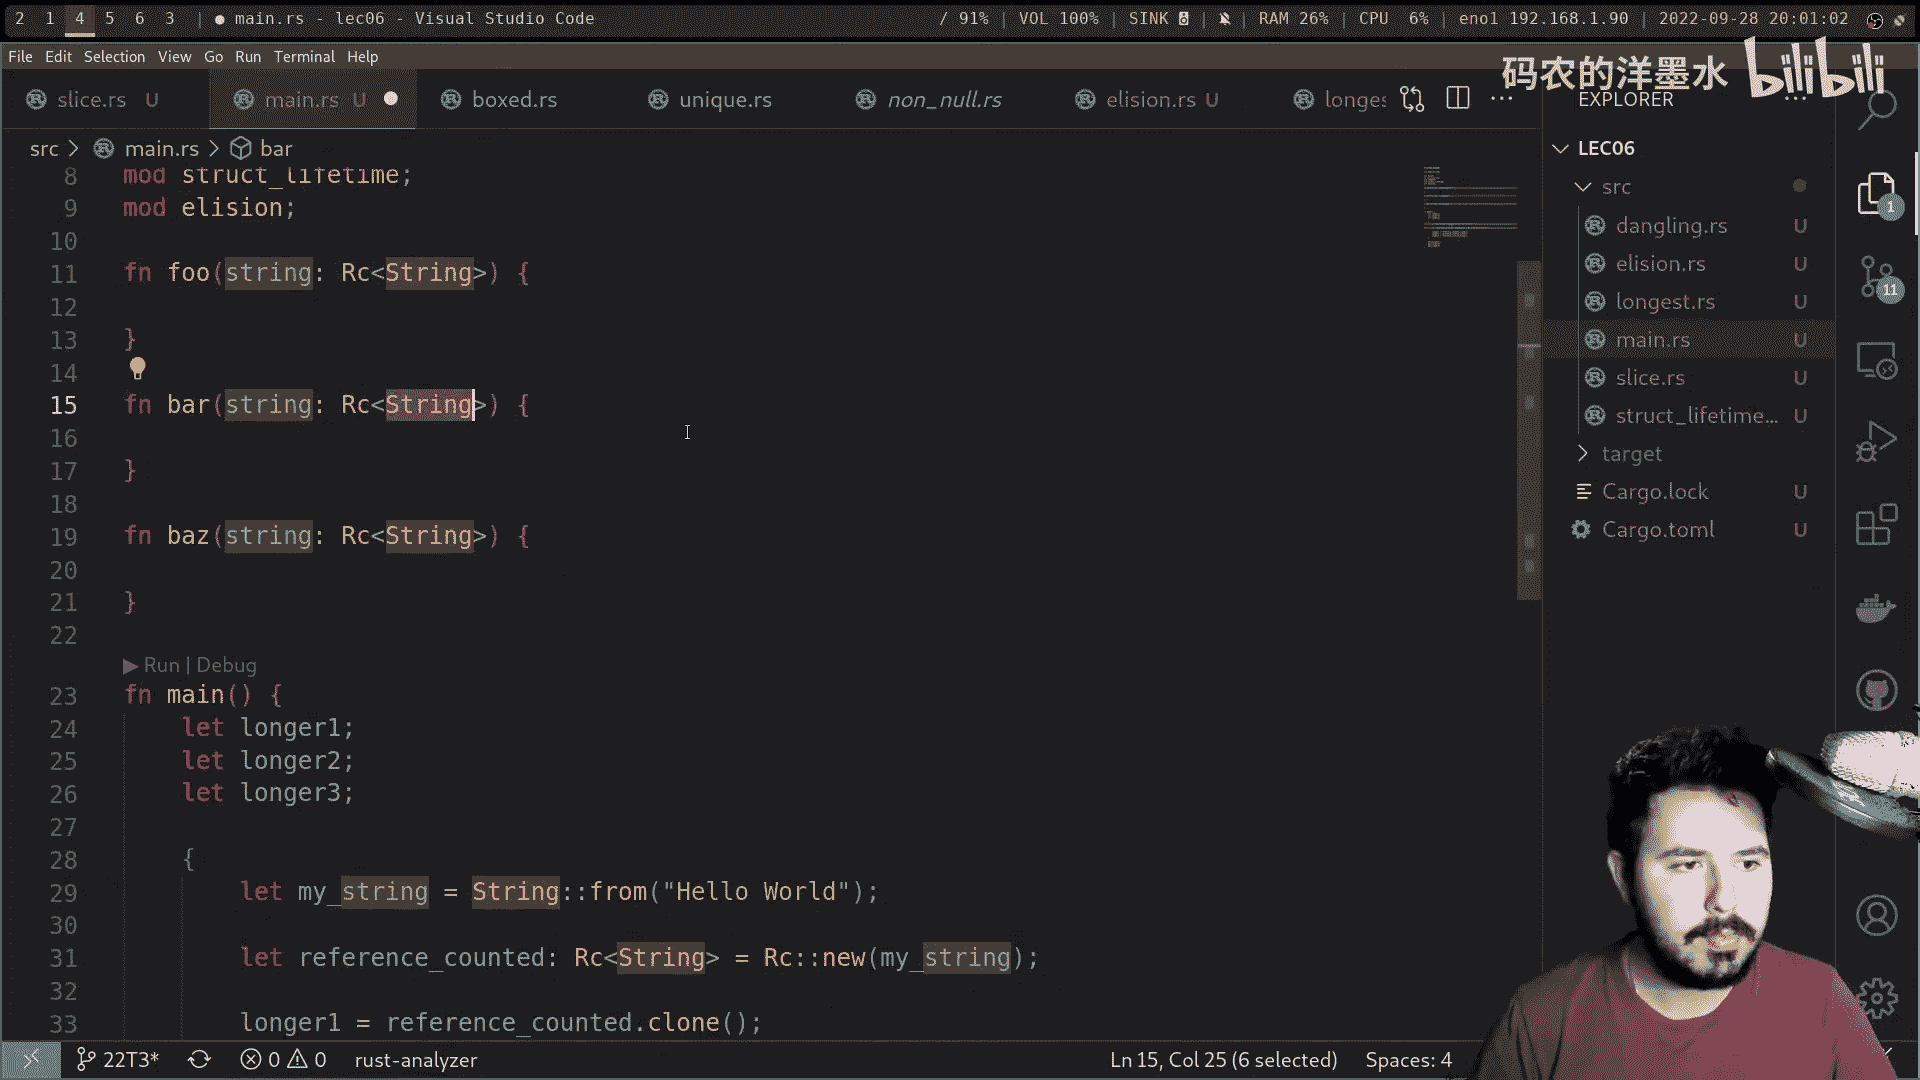 2 1 4 5 6 3 | ● main.rs - lec06 - Visual Studio Code
/ 91% | VOL 100% | SINK | | RAM 26% | CPU 6% | eno1 192.168.1.90 | 2022-09-28 20:01:02
File Edit Selection View Go Run Terminal Help
码农的洋墨水 bilibili
slice.rs U main.rs U boxed.rs unique.rs non_null.rs elision.rs U longes
EXPLORER
src > main.rs > bar
LEC06
src
dangling.rs U
elision.rs U
longest.rs U
main.rs U
slice.rs U
struct_lifetime... U
target
Cargo.lock U
Cargo.toml U
1
11
8 mod struct_lifetime;
9 mod elision;
10
11 fn foo(string: Rc<String>) {
12
13 }
14
15 fn bar(string: Rc<String>) {
16
17 }
18
19 fn baz(string: Rc<String>) {
20
21 }
22
▶ Run | Debug
23 fn main() {
24 let longer1;
25 let longer2;
26 let longer3;
27
28 {
29 let my_string = String::from("Hello World");
30
31 let reference_counted: Rc<String> = Rc::new(my_string);
32
33 longer1 = reference_counted.clone();
22T3* 0 0 rust-analyzer Ln 15, Col 25 (6 selected) Spaces: 4